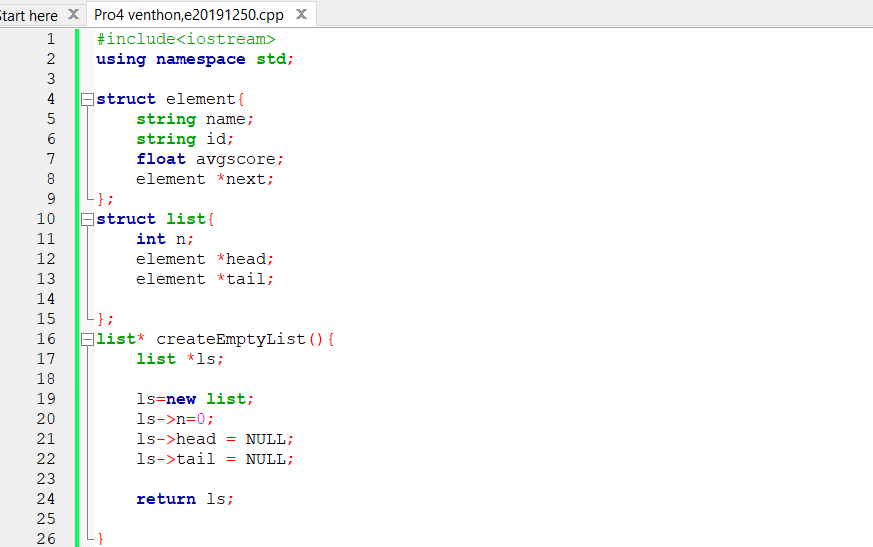 Start here X Pro4 venthon,e20191250.cpp X
1 #include<iostream>
2 using namespace std;
3
4 struct element{
5 string name;
6 string id;
7 float avgscore;
8 element *next;
9 };
10 struct list{
11 int n;
12 element *head;
13 element *tail;
14
15 };
16 list* createEmptyList(){
17 list *ls;
18
19 ls=new list;
20 ls->n=0;
21 ls->head = NULL;
22 ls->tail = NULL;
23
24 return ls;
25
26 }